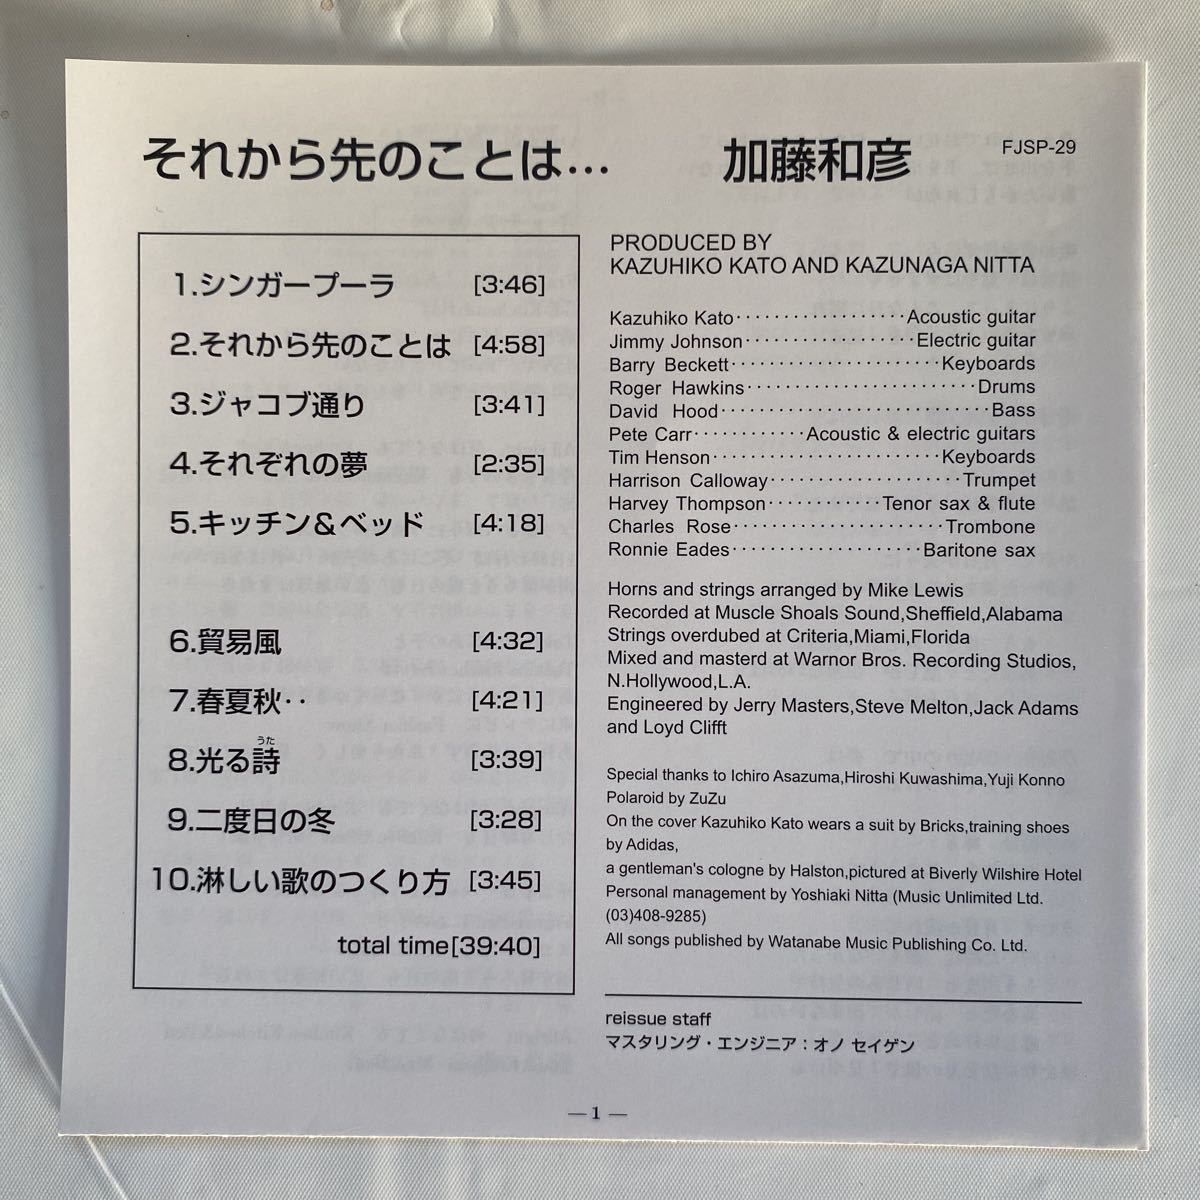 それから先のことは… 加藤和彦 FJSP-29
1.シンガープーラ [3:46]
2.それから先のことは [4:58]
3.ジャコブ通り [3:41]
4.それぞれの夢 [2:35]
5.キッチン&ベッド [4:18]
6.貿易風 [4:32]
7.春夏秋‥ [4:21]
うた
8.光る詩 [3:39]
9.二度日の冬 [3:28]
10.淋しい歌のつくり方 [3:45]
total time[39:40]
PRODUCED BY
KAZUHIKO KATO AND KAZUNAGA NITTA
Kazuhiko Kato··················Acoustic guitar
Jimmy Johnson··················Electric guitar
Barry Beckett······················Keyboards
Roger Hawkins························Drums
David Hood····························Bass
Pete Carr············Acoustic & electric guitars
Tim Henson························Keyboards
Harrison Calloway····················Trumpet
Harvey Thompson············Tenor sax & flute
Charles Rose······················Trombone
Ronnie Eades····················Baritone sax
Horns and strings arranged by Mike Lewis
Recorded at Muscle Shoals Sound,Sheffield,Alabama
Strings overdubed at Criteria,Miami,Florida
Mixed and masterd at Warnor Bros. Recording Studios,
N.Hollywood,L.A.
Engineered by Jerry Masters,Steve Melton,Jack Adams
and Loyd Clifft
Special thanks to Ichiro Asazuma,Hiroshi Kuwashima,Yuji Konno
Polaroid by ZuZu
On the cover Kazuhiko Kato wears a suit by Bricks,training shoes
by Adidas,
a gentleman's cologne by Halston,pictured at Biverly Wilshire Hotel
Personal management by Yoshiaki Nitta (Music Unlimited Ltd.
(03)408-9285)
All songs published by Watanabe Music Publishing Co. Ltd.
reissue staff
マスタリング・エンジニア：オノ セイゲン
— 1 —